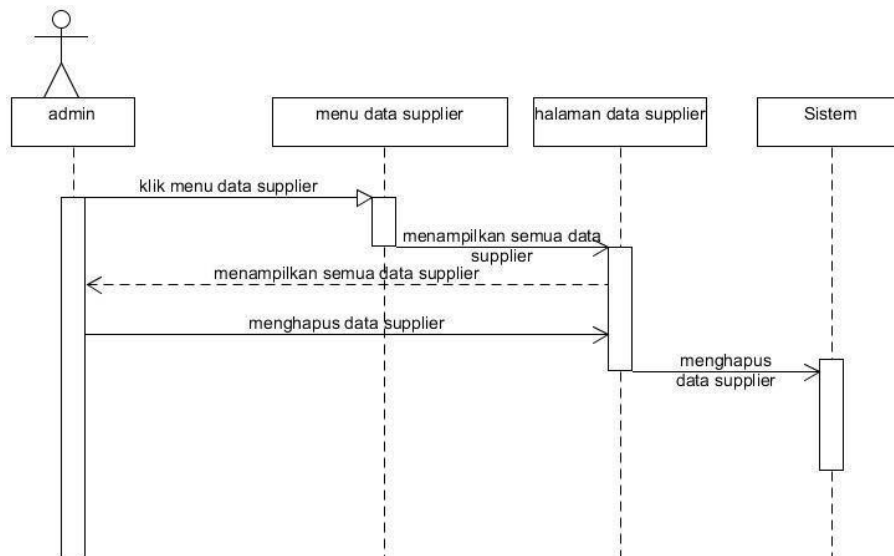 admin
menu data supplier
halaman data supplier
Sistem
klik menu data supplier
menampilkan semua data
supplier
menampilkan semua data supplier
menghapus data supplier
menghapus
data supplier